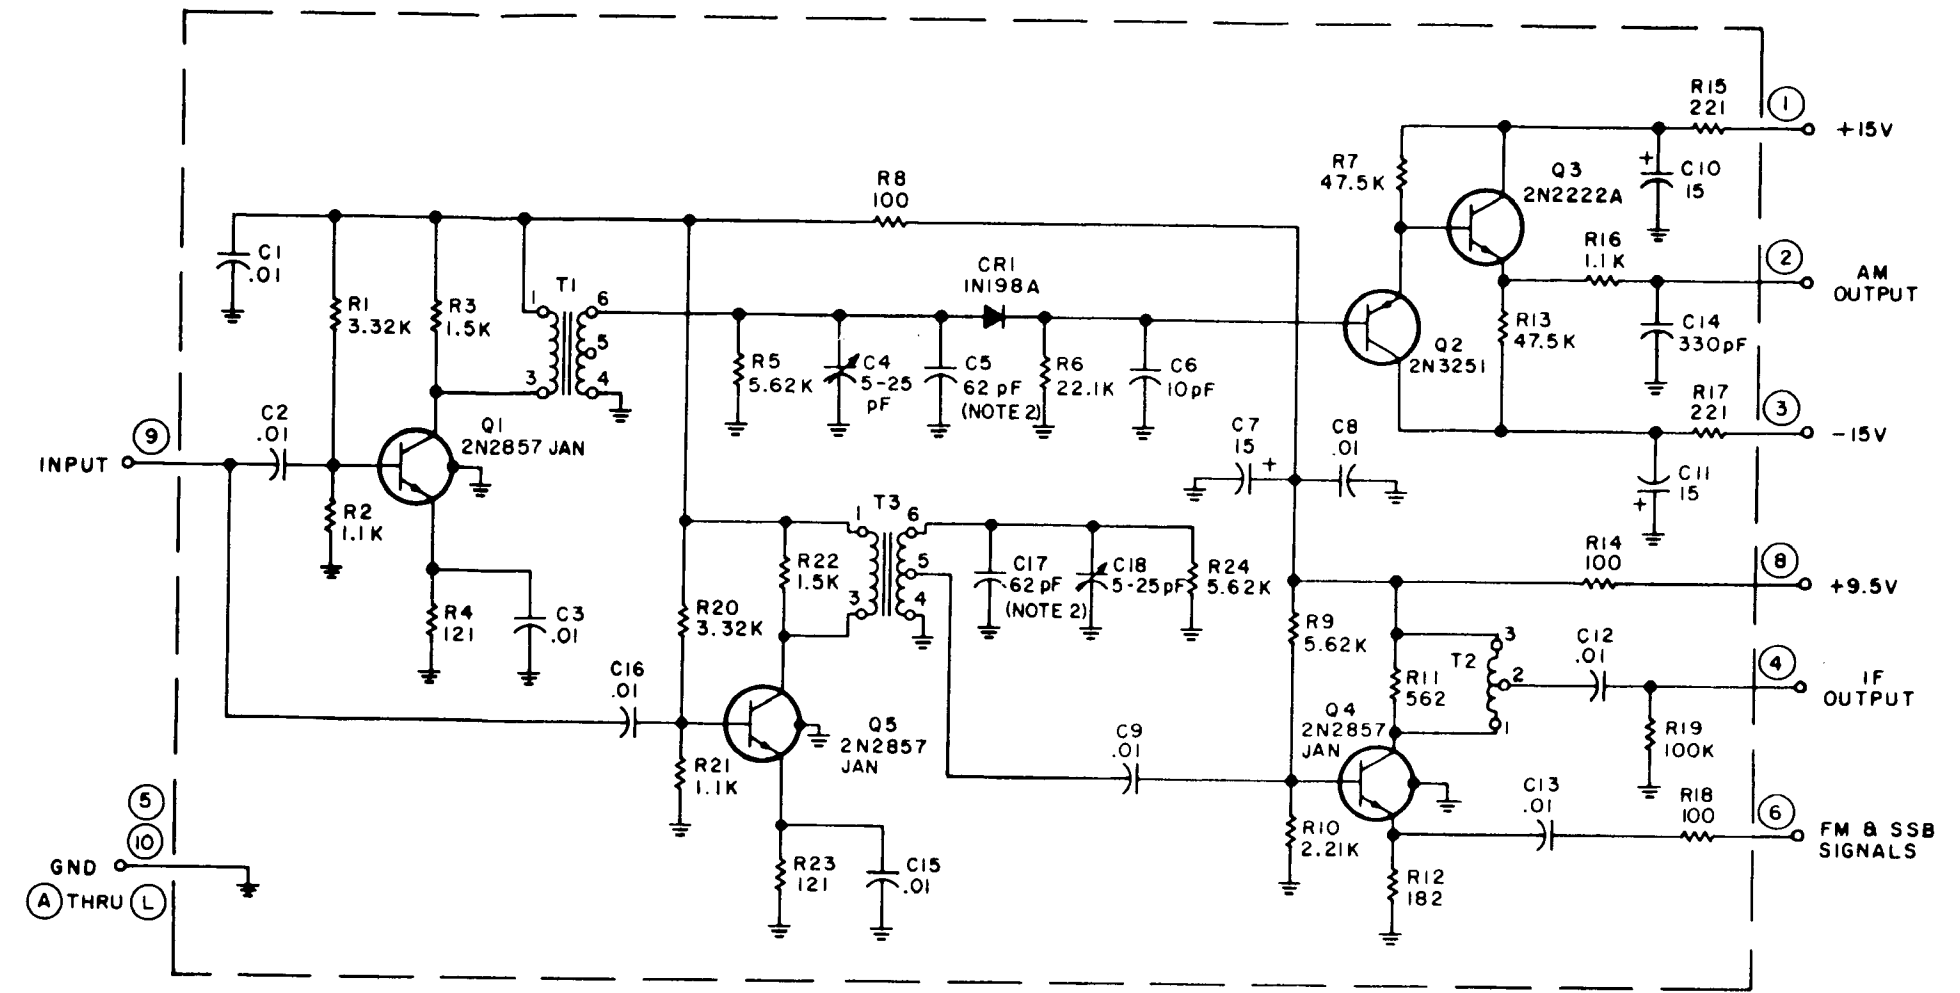 R15
221
1
+15V
R7
47.5K
Q3
2N2222A
+
C10
15
R8
100
R16
1.1K
2
AM
OUTPUT
C1
.01
CR1
1N198A
T1
1
6
5
3
4
R1
3.32K
R3
1.5K
R5
5.62K
C4
5-25
pF
C5
62 pF
(NOTE 2)
R6
22.1K
C6
10pF
Q2
2N3251
R13
47.5K
C14
330pF
R17
221
3
-15V
9
INPUT
C2
.01
Q1
2N2857 JAN
C7
15
+
C8
.01
C11
15
+
R2
1.1K
T3
1
6
5
3
4
R22
1.5K
C17
62pF
(NOTE 2)
C18
5-25pF
R24
5.62K
R14
100
8
+9.5V
R4
121
C3
.01
R20
3.32K
R9
5.62K
R11
562
T2
3
2
1
C12
.01
4
IF
OUTPUT
C16
.01
Q5
2N2857
JAN
C9
.01
Q4
2N2857
JAN
R19
100K
R21
1.1K
5
10
GND
A THRU L
R23
121
C15
.01
R10
2.21K
C13
.01
R18
100
6
FM & SSB
SIGNALS
R12
182